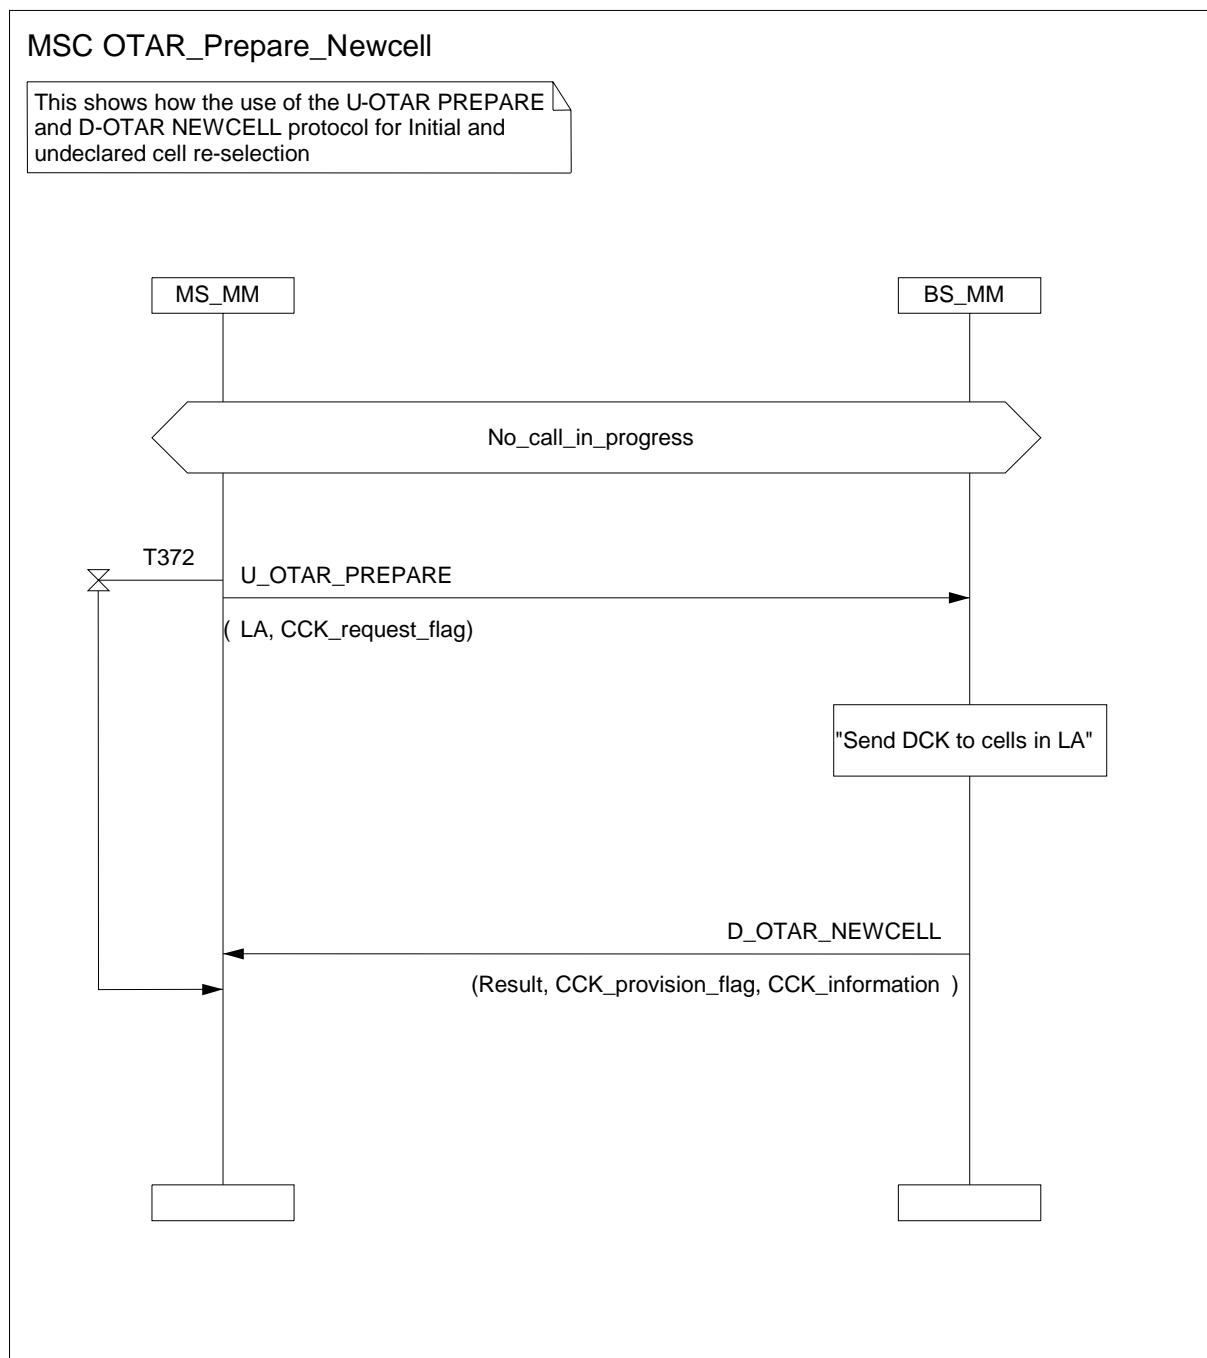 MSC OTAR_Prepare_Newcell
This shows how the use of the U-OTAR PREPARE
and D-OTAR NEWCELL protocol for Initial and
undeclared cell re-selection
MS_MM
BS_MM
No_call_in_progress
T372
U_OTAR_PREPARE
( LA, CCK_request_flag)
"Send DCK to cells in LA"
D_OTAR_NEWCELL
(Result, CCK_provision_flag, CCK_information )